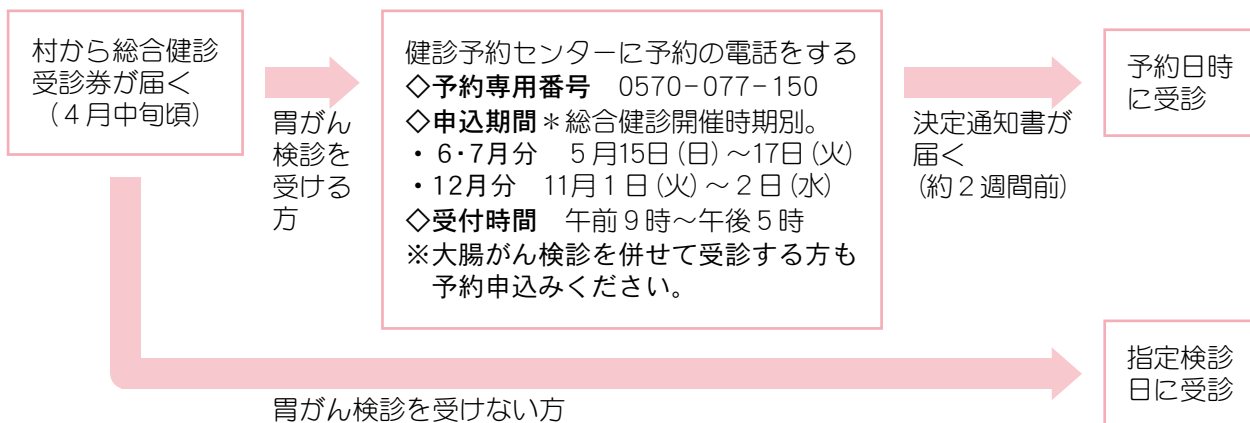 村から総合健診
受診券が届く
（４月中旬頃）
胃がん
検診を
受ける
方
健診予約センターに予約の電話をする
◇予約専用番号　0570−077−150
◇申込期間＊総合健診開催時期別。
・６･７月分　５月15日（日）～17日（火）
・12月分　11月１日（火）～２日（水）
◇受付時間　午前９時～午後５時
※大腸がん検診を併せて受診する方も
予約申込みください。
決定通知書が
届く
（約２週間前）
予約日時
に受診
胃がん検診を受けない方
指定検診
日に受診